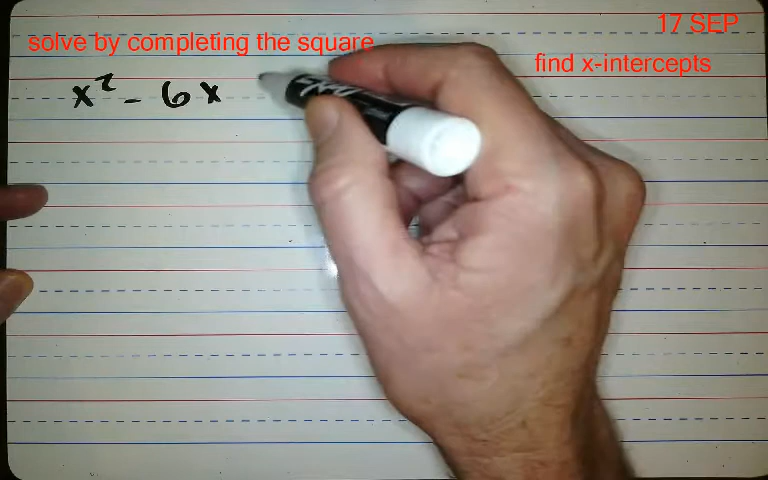 17 SEP
solve by completing the square
find x-intercepts
x² - 6x